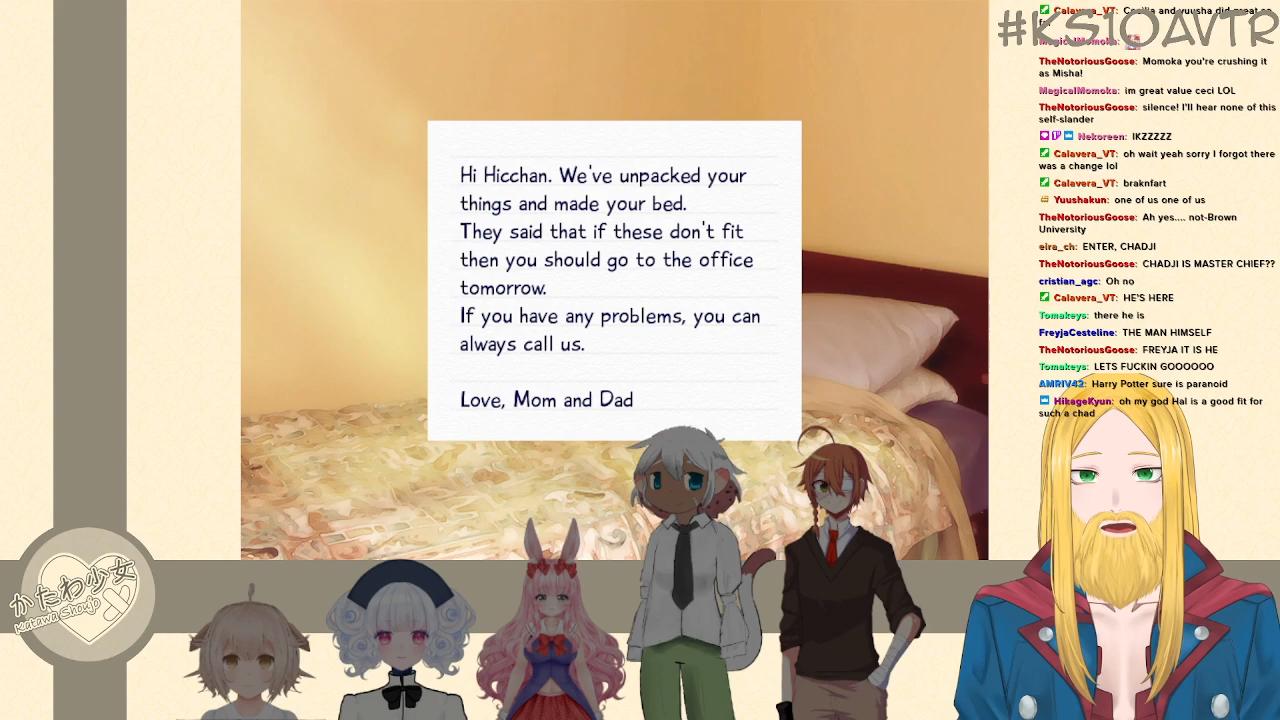 #KS10AVTR
Calavera_VT: Cecilia and yuusha did great so
MagicalMomoka:
TheNotoriousGoose: Momoka you're crushing it
as Misha!
MagicalMomoka: im great value ceci LOL
TheNotoriousGoose: silence! I'll hear none of this
self-slander
Nekoreen: IKZZZZZ
Calavera_VT: oh wait yeah sorry I forgot there
was a change lol
Calavera_VT: braknfart
Yuushakun: one of us one of us
TheNotoriousGoose: Ah yes.... not-Brown
University
eira_ch: ENTER, CHADJI
TheNotoriousGoose: CHADJI IS MASTER CHIEF??
cristian_agc: Oh no
Calavera_VT: HE'S HERE
Tomakeys: there he is
FreyjaCesteline: THE MAN HIMSELF
TheNotoriousGoose: FREYJA IT IS HE
Tomakeys: LETS FUCKIN GOOOOOO
AMRIV42: Harry Potter sure is paranoid
HikageKyun: oh my god Hal is a good fit for
such a chad
Hi Hicchan. We've unpacked your
things and made your bed.
They said that if these don't fit
then you should go to the office
tomorrow.
If you have any problems, you can
always call us.
Love, Mom and Dad
かたわ少女
Katawa Shoujo